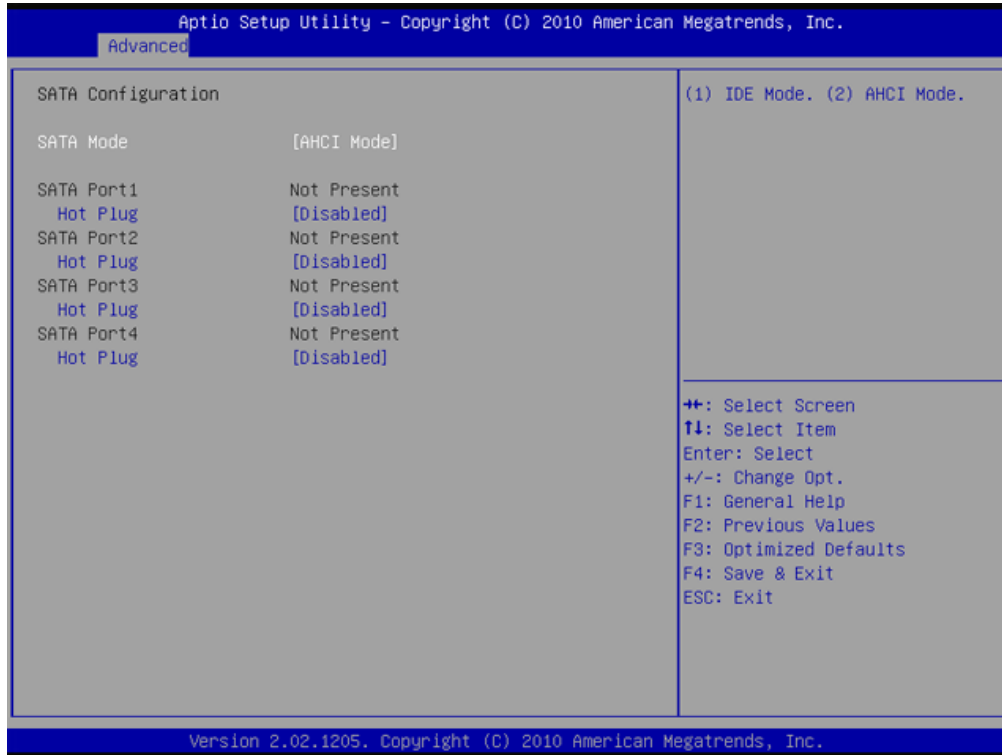 Aptio Setup Utility – Copyright (C) 2010 American Megatrends, Inc.
Advanced
SATA Configuration
SATA Mode [AHCI Mode]
SATA Port1 Not Present
Hot Plug [Disabled]
SATA Port2 Not Present
Hot Plug [Disabled]
SATA Port3 Not Present
Hot Plug [Disabled]
SATA Port4 Not Present
Hot Plug [Disabled]
(1) IDE Mode. (2) AHCI Mode.
→←: Select Screen
↑↓: Select Item
Enter: Select
+/-: Change Opt.
F1: General Help
F2: Previous Values
F3: Optimized Defaults
F4: Save & Exit
ESC: Exit
Version 2.02.1205. Copyright (C) 2010 American Megatrends, Inc.